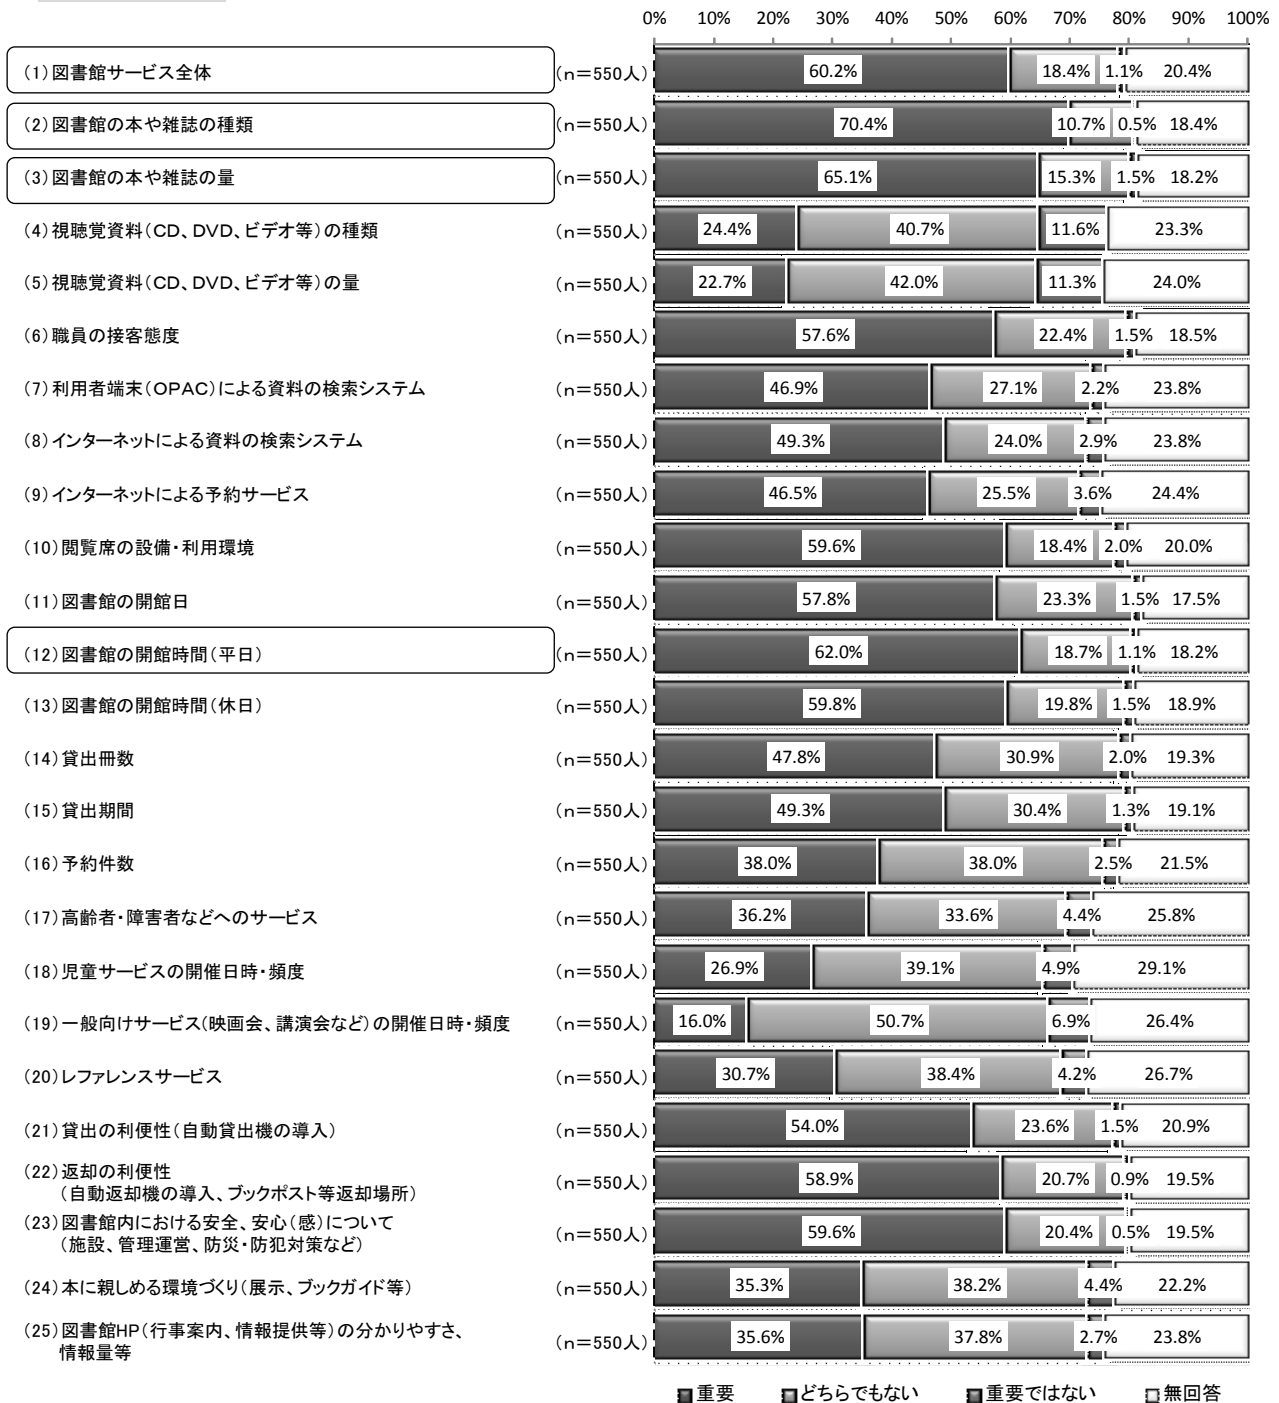 0% 10% 20% 30% 40% 50% 60% 70% 80% 90% 100%
(1)図書館サービス全体 (n=550人) 60.2% 18.4% 1.1% 20.4%
(2)図書館の本や雑誌の種類 (n=550人) 70.4% 10.7% 0.5% 18.4%
(3)図書館の本や雑誌の量 (n=550人) 65.1% 15.3% 1.5% 18.2%
(4)視聴覚資料(CD、DVD、ビデオ等)の種類 (n=550人) 24.4% 40.7% 11.6% 23.3%
(5)視聴覚資料(CD、DVD、ビデオ等)の量 (n=550人) 22.7% 42.0% 11.3% 24.0%
(6)職員の接客態度 (n=550人) 57.6% 22.4% 1.5% 18.5%
(7)利用者端末(OPAC)による資料の検索システム (n=550人) 46.9% 27.1% 2.2% 23.8%
(8)インターネットによる資料の検索システム (n=550人) 49.3% 24.0% 2.9% 23.8%
(9)インターネットによる予約サービス (n=550人) 46.5% 25.5% 3.6% 24.4%
(10)閲覧席の設備・利用環境 (n=550人) 59.6% 18.4% 2.0% 20.0%
(11)図書館の開館日 (n=550人) 57.8% 23.3% 1.5% 17.5%
(12)図書館の開館時間(平日) (n=550人) 62.0% 18.7% 1.1% 18.2%
(13)図書館の開館時間(休日) (n=550人) 59.8% 19.8% 1.5% 18.9%
(14)貸出冊数 (n=550人) 47.8% 30.9% 2.0% 19.3%
(15)貸出期間 (n=550人) 49.3% 30.4% 1.3% 19.1%
(16)予約件数 (n=550人) 38.0% 38.0% 2.5% 21.5%
(17)高齢者・障害者などへのサービス (n=550人) 36.2% 33.6% 4.4% 25.8%
(18)児童サービスの開催日時・頻度 (n=550人) 26.9% 39.1% 4.9% 29.1%
(19)一般向けサービス(映画会、講演会など)の開催日時・頻度 (n=550人) 16.0% 50.7% 6.9% 26.4%
(20)レファレンスサービス (n=550人) 30.7% 38.4% 4.2% 26.7%
(21)貸出の利便性(自動貸出機の導入) (n=550人) 54.0% 23.6% 1.5% 20.9%
(22)返却の利便性
(自動返却機の導入、ブックポスト等返却場所) (n=550人) 58.9% 20.7% 0.9% 19.5%
(23)図書館内における安全、安心(感)について
(施設、管理運営、防災・防犯対策など) (n=550人) 59.6% 20.4% 0.5% 19.5%
(24)本に親しめる環境づくり(展示、ブックガイド等) (n=550人) 35.3% 38.2% 4.4% 22.2%
(25)図書館HP(行事案内、情報提供等)の分かりやすさ、
情報量等 (n=550人) 35.6% 37.8% 2.7% 23.8%
重要 どちらでもない 重要ではない 無回答